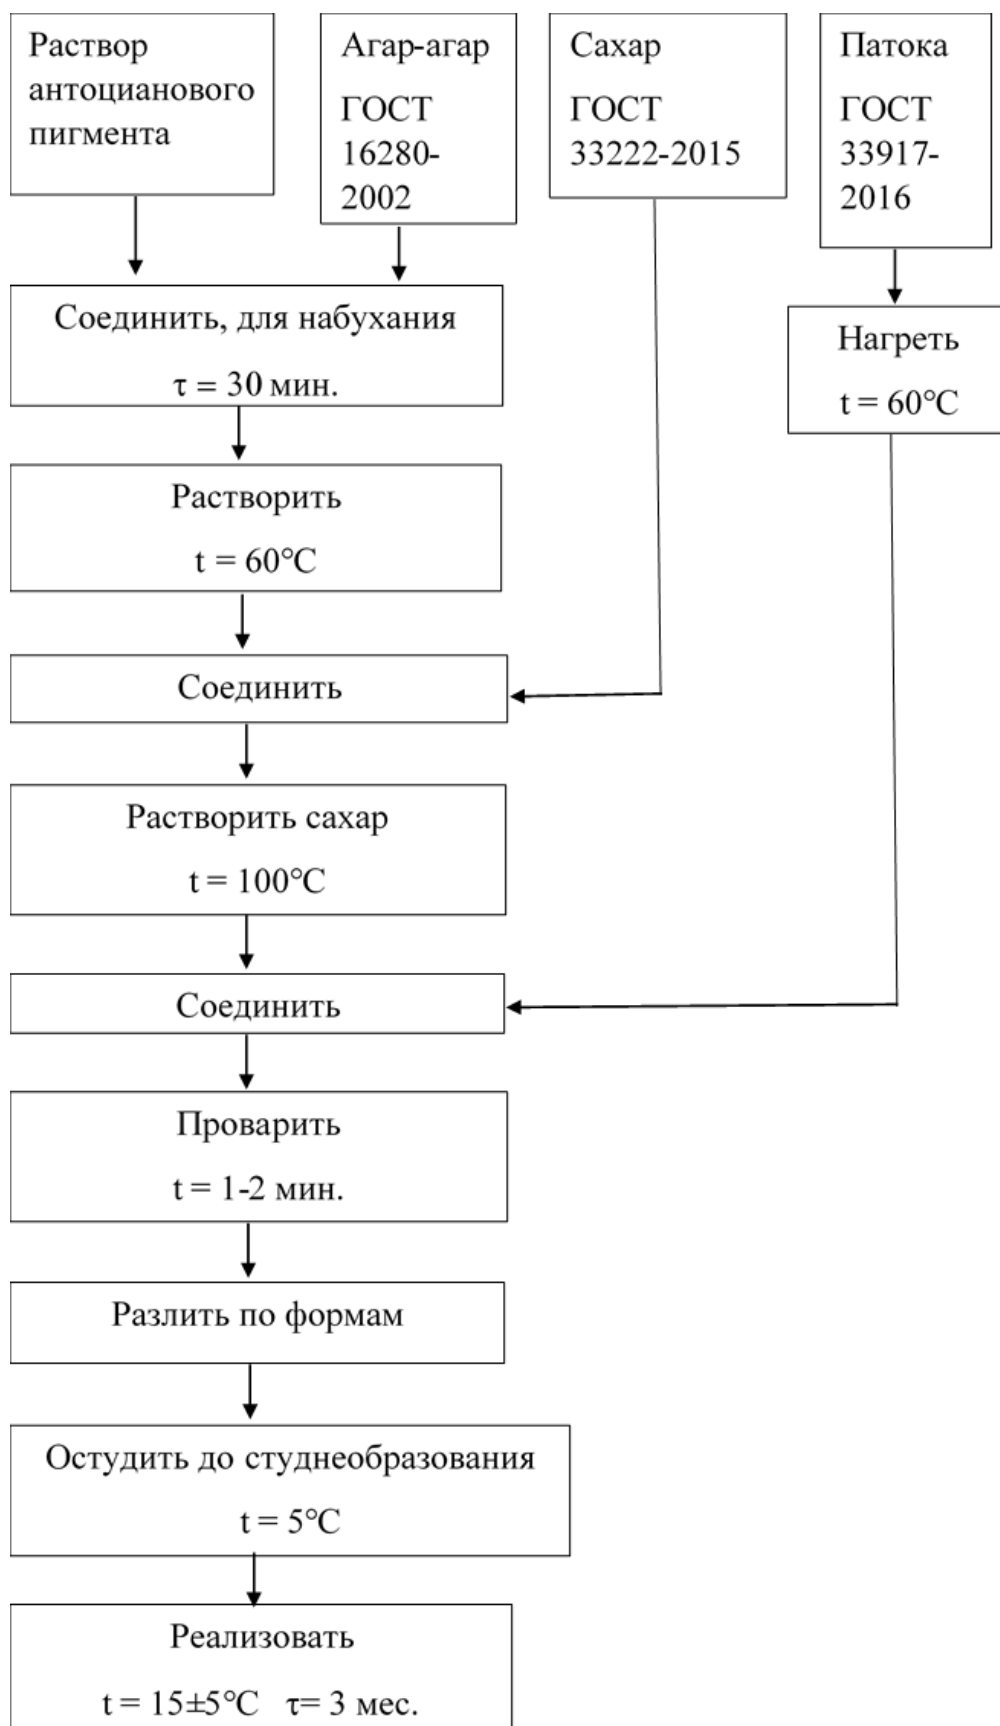 Раствор
антоцианового
пигмента
Агар-агар
ГОСТ
16280-
2002
Сахар
ГОСТ
33222-2015
Патока
ГОСТ
33917-
2016
Соединить, для набухания
τ = 30 мин.
Нагреть
t = 60°C
Растворить
t = 60°C
Соединить
Растворить сахар
t = 100°C
Соединить
Проварить
t = 1-2 мин.
Разлить по формам
Остудить до студнеобразования
t = 5°C
Реализовать
t = 15±5°C τ= 3 мес.